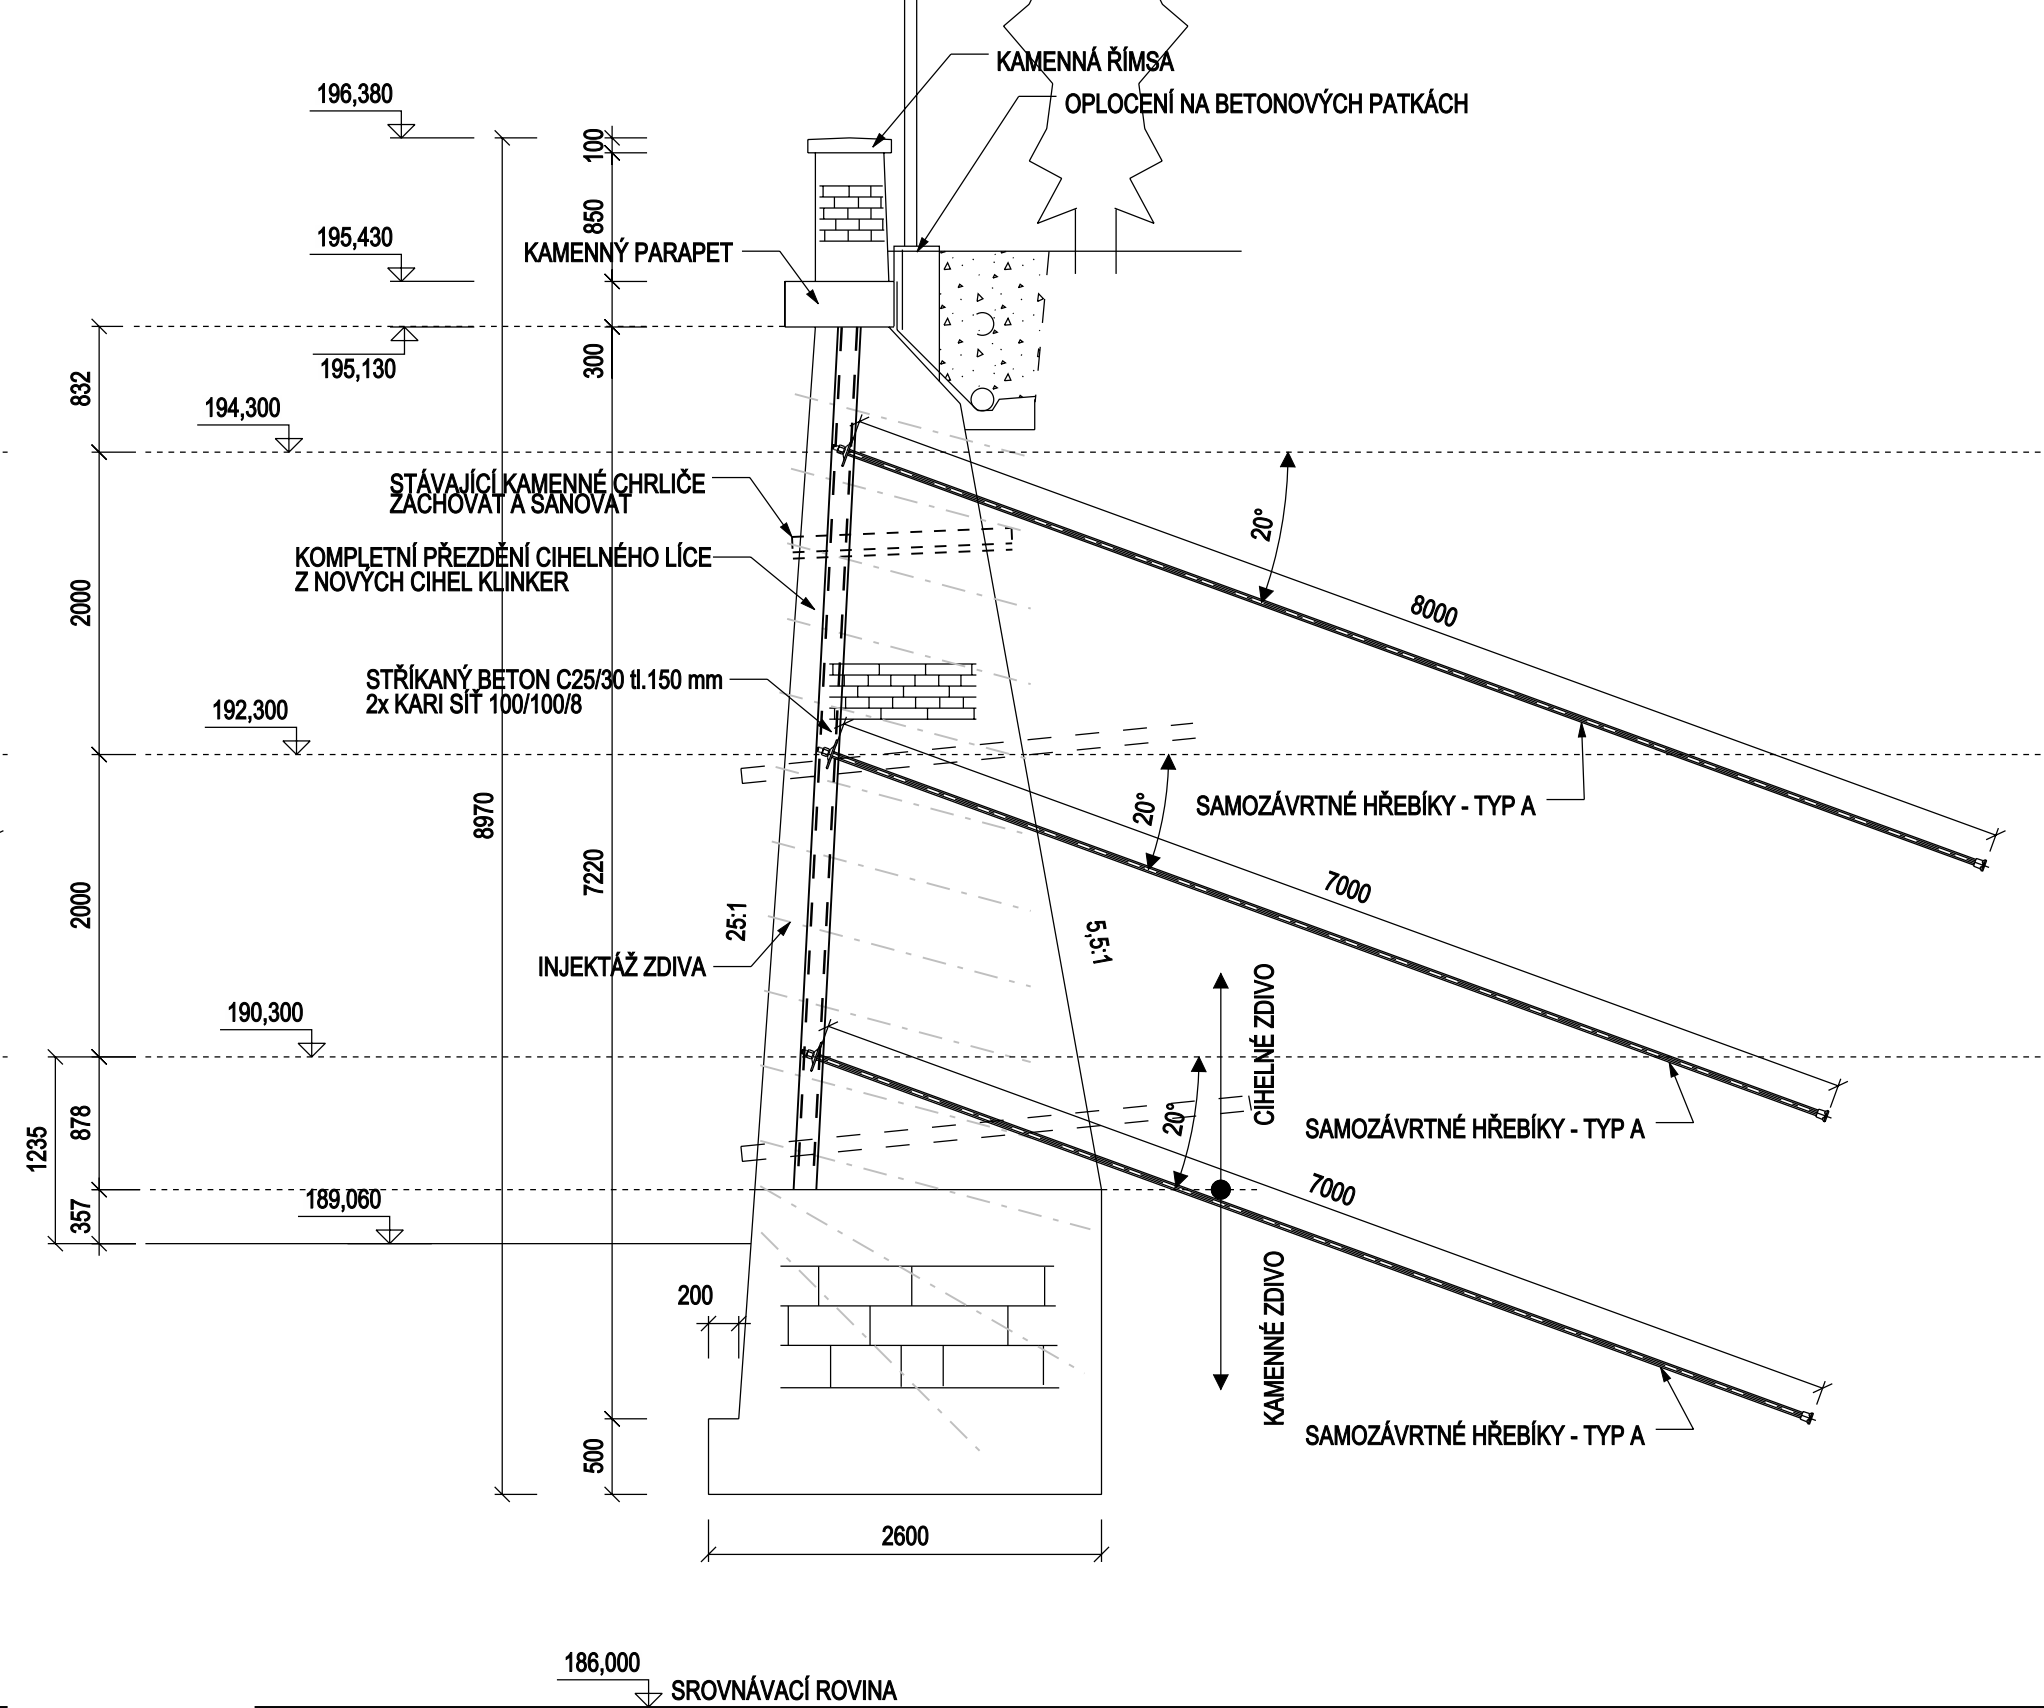 KAMENNÁ ŘÍMSA
196,380
OPLOCENÍ NA BETONOVÝCH PATKÁCH
100
850
195,430
KAMENNÝ PARAPET
195,130
300
832
194,300
STÁVAJÍCÍ KAMENNÉ CHRLIČE
ZACHOVAT A SANOVAT
20°
KOMPLETNÍ PŘEZDĚNÍ CIHELNÉHO LÍCE
Z NOVÝCH CIHEL KLINKER
2000
8000
STŘÍKANÝ BETON C25/30 tl.150 mm
2x KARI SÍŤ 100/100/8
192,300
20°
SAMOZÁVRTNÉ HŘEBÍKY - TYP A
8970
7220
7000
2000
25:1
5,5:1
INJEKTÁŽ ZDIVA
CIHELNÉ ZDIVO
190,300
20°
SAMOZÁVRTNÉ HŘEBÍKY - TYP A
878
1235
7000
189,060
357
200
KAMENNÉ ZDIVO
SAMOZÁVRTNÉ HŘEBÍKY - TYP A
500
2600
186,000
SROVNÁVACÍ ROVINA